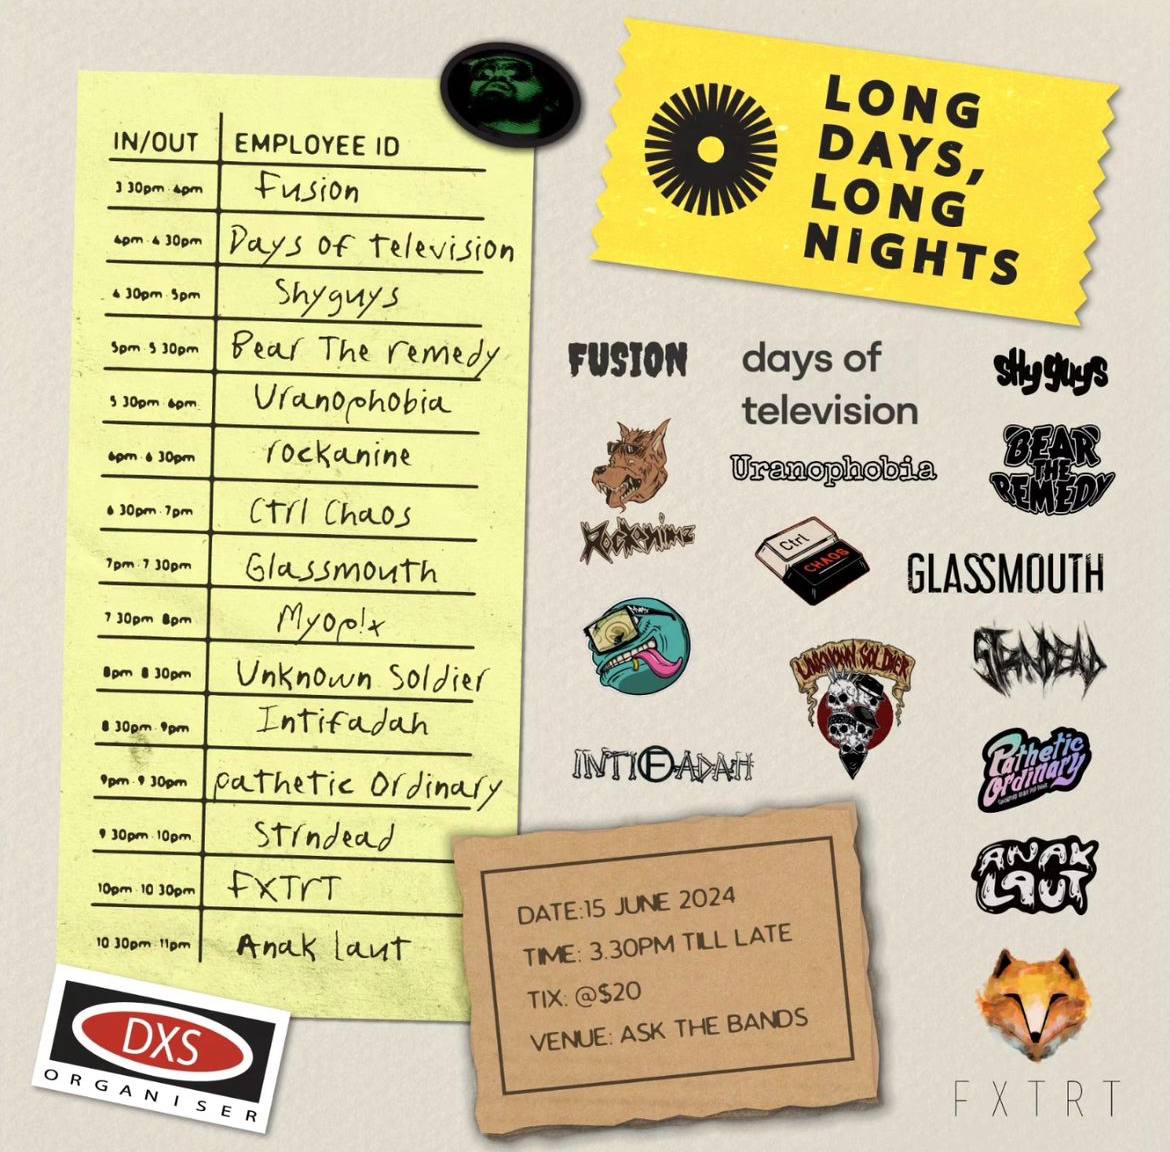 LONG
DAYS,
LONG
NIGHTS
IN/OUT EMPLOYEE ID
3 30pm 4pm Fusion
4pm 4 30pm Days of television
4 30pm 5pm Shyguys
5pm 5 30pm Bear The remedy
5 30pm 6pm Uranophobia
6pm 6 30pm rockanine
6 30pm 7pm Ctrl Chaos
7pm 7 30pm Glassmouth
7 30pm 8pm Myop!x
8pm 8 30pm Unknown Soldier
8 30pm 9pm Intifadah
9pm 9 30pm pathetic Ordinary
9 30pm 10pm Strndead
10pm 10 30pm FXTrT
10 30pm 11pm Anak laut
FUSION
days of
television
shyguys
BEAR
THE
REMEDY
Uranophobia
Ctrl
CHAOS
GLASSMOUTH
UNKNOWN SOLDIER
STRNDEAD
INTIFADAH
Pathetic
Ordinary
ANAK
LAUT
FXTRT
DATE:15 JUNE 2024
TIME: 3.30PM TILL LATE
TIX: @$20
VENUE: ASK THE BANDS
DXS
ORGANISER